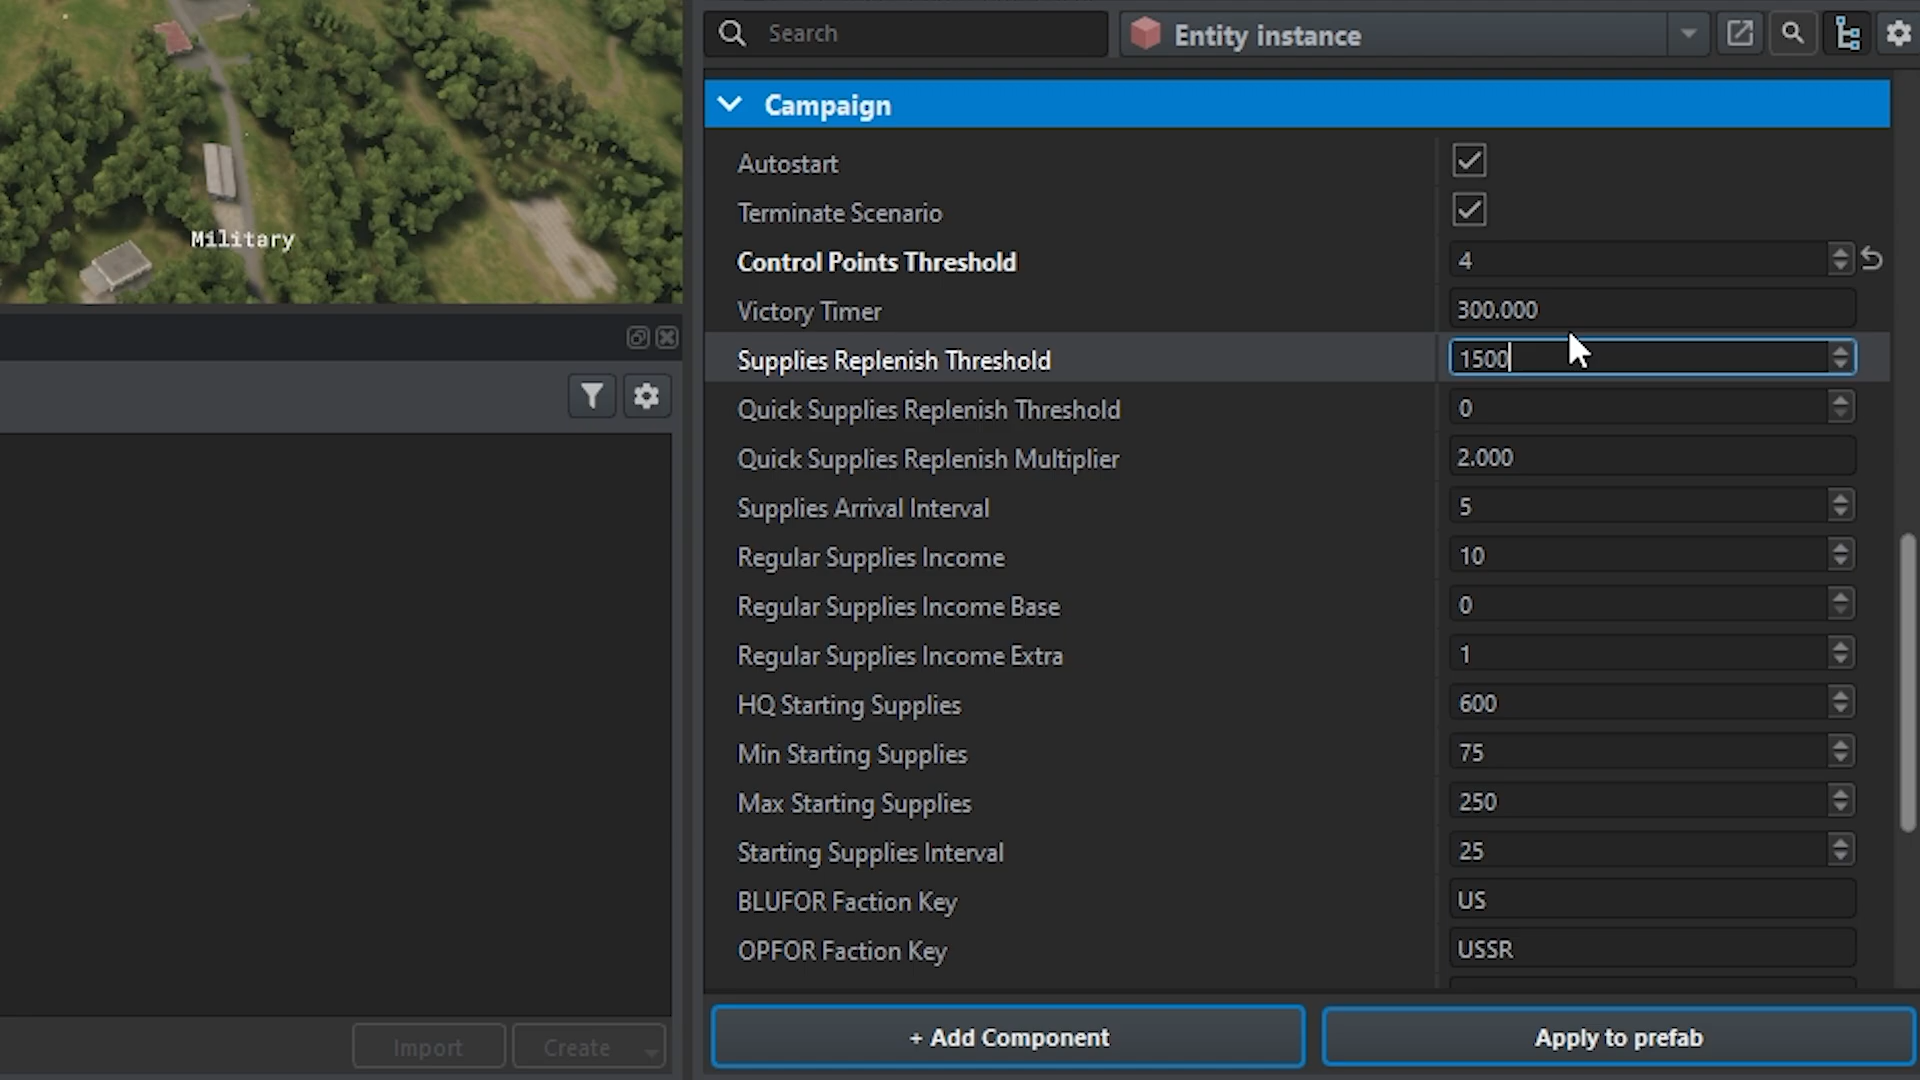 Search
Entity instance
Campaign
Autostart
Terminate Scenario
Control Points Threshold 4
Victory Timer 300.000
Supplies Replenish Threshold 1500
Quick Supplies Replenish Threshold 0
Quick Supplies Replenish Multiplier 2.000
Supplies Arrival Interval 5
Regular Supplies Income 10
Regular Supplies Income Base 0
Regular Supplies Income Extra 1
HQ Starting Supplies 600
Min Starting Supplies 75
Max Starting Supplies 250
Starting Supplies Interval 25
BLUFOR Faction Key US
OPFOR Faction Key USSR
+ Add Component
Apply to prefab
Military
Import
Create